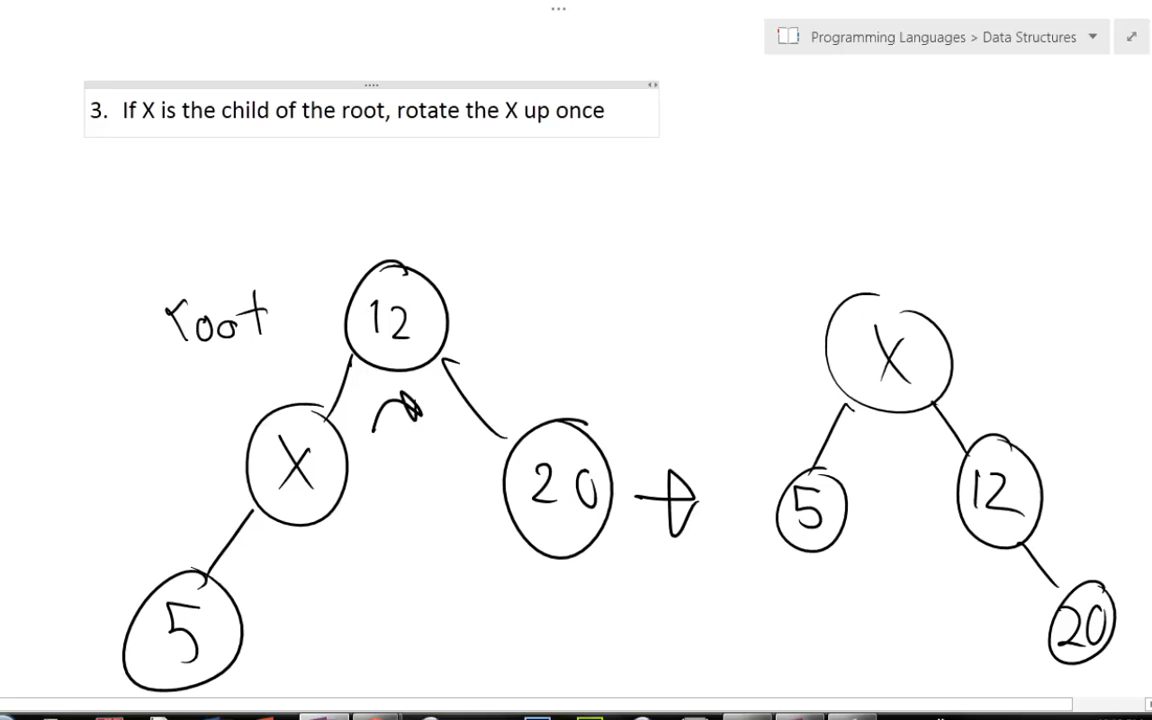 Programming Languages > Data Structures
3. If X is the child of the root, rotate the X up once
root
12
X
20
5
X
5
12
20